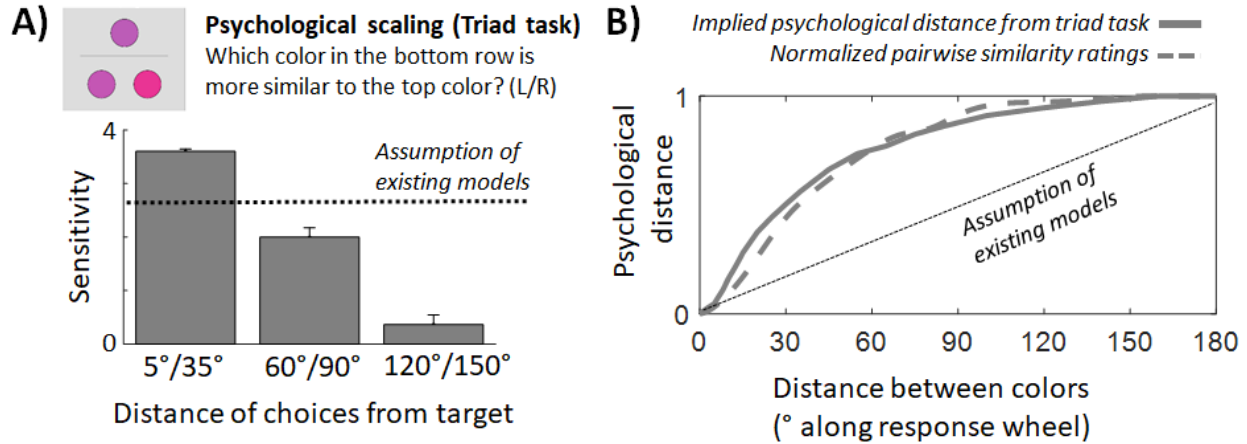 A)
Psychological scaling (Triad task)
Which color in the bottom row is
more similar to the top color? (L/R)
4
Assumption of
existing models
Sensitivity
0
5°/35° 60°/90° 120°/150°
Distance of choices from target
B)
Implied psychological distance from triad task
Normalized pairwise similarity ratings
1
Psychological
distance
Assumption of
existing models
0
0 30 60 90 120 150 180
Distance between colors
(° along response wheel)